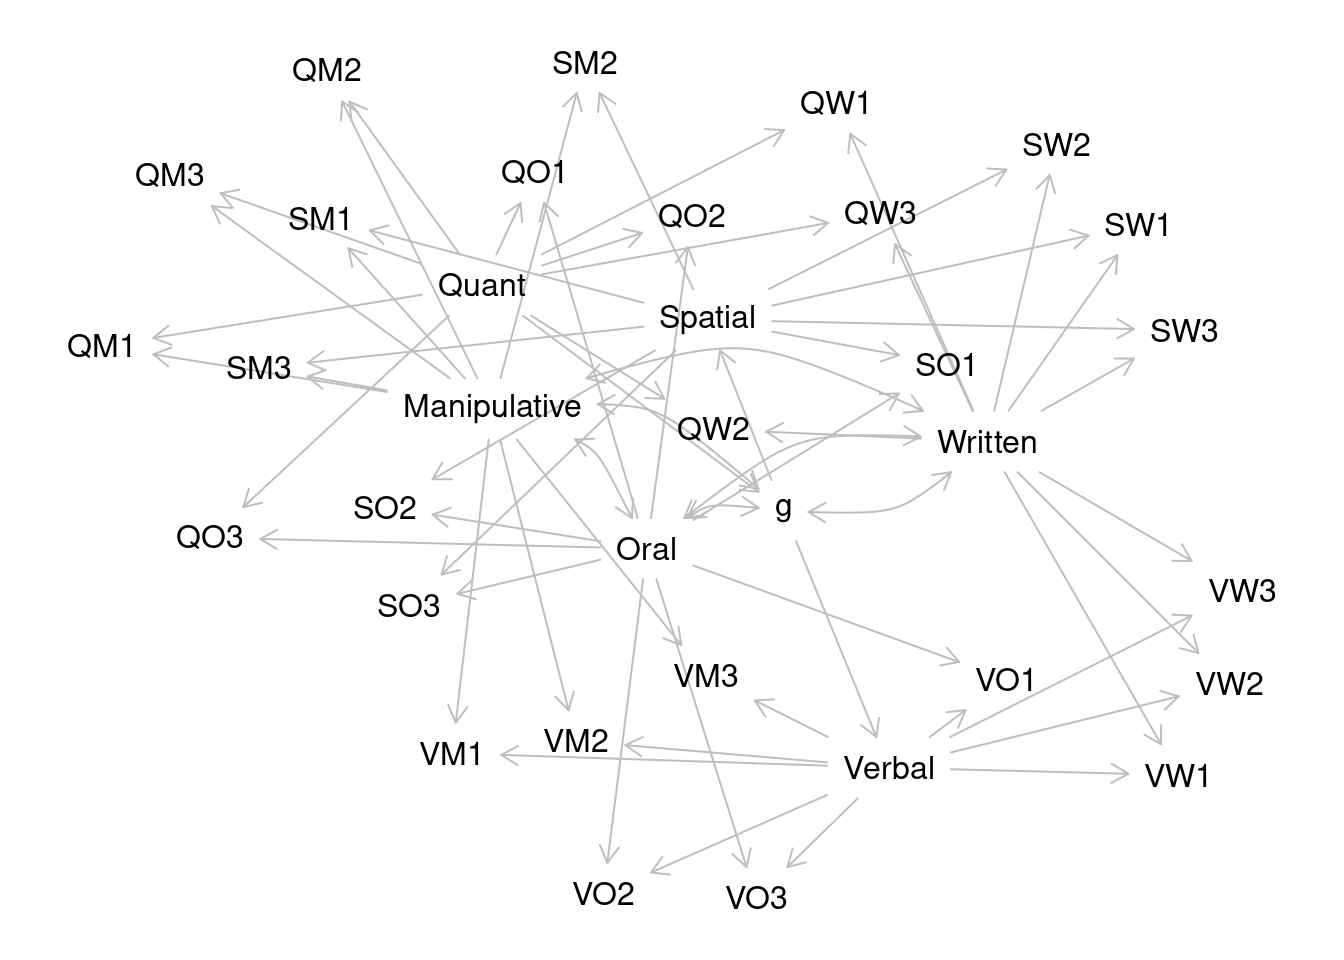 SM2
QM2
QW1
SW2
QO1
QM3
QW3
QO2
SM1
SW1
Quant
Spatial
SW3
QM1
SO1
SM3
Manipulative
QW2
Written
g
SO2
QO3
Oral
VW3
SO3
VM3
VO1
VW2
VM2
VM1
Verbal
VW1
VO2
VO3